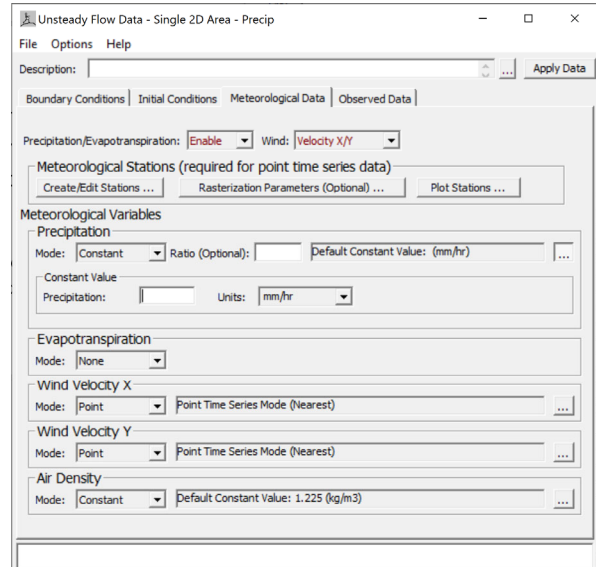 Unsteady Flow Data - Single 2D Area - Precip
File Options Help
Description: ... Apply Data
Boundary Conditions Initial Conditions Meteorological Data Observed Data
Precipitation/Evapotranspiration: Enable Wind: Velocity X/Y
Meteorological Stations (required for point time series data)
Create/Edit Stations ... Rasterization Parameters (Optional) ... Plot Stations ...
Meteorological Variables
Precipitation
Mode: Constant Ratio (Optional): Default Constant Value: (mm/hr) ...
Constant Value
Precipitation: Units: mm/hr
Evapotranspiration
Mode: None
Wind Velocity X
Mode: Point Point Time Series Mode (Nearest) ...
Wind Velocity Y
Mode: Point Point Time Series Mode (Nearest) ...
Air Density
Mode: Constant Default Constant Value: 1.225 (kg/m3) ...